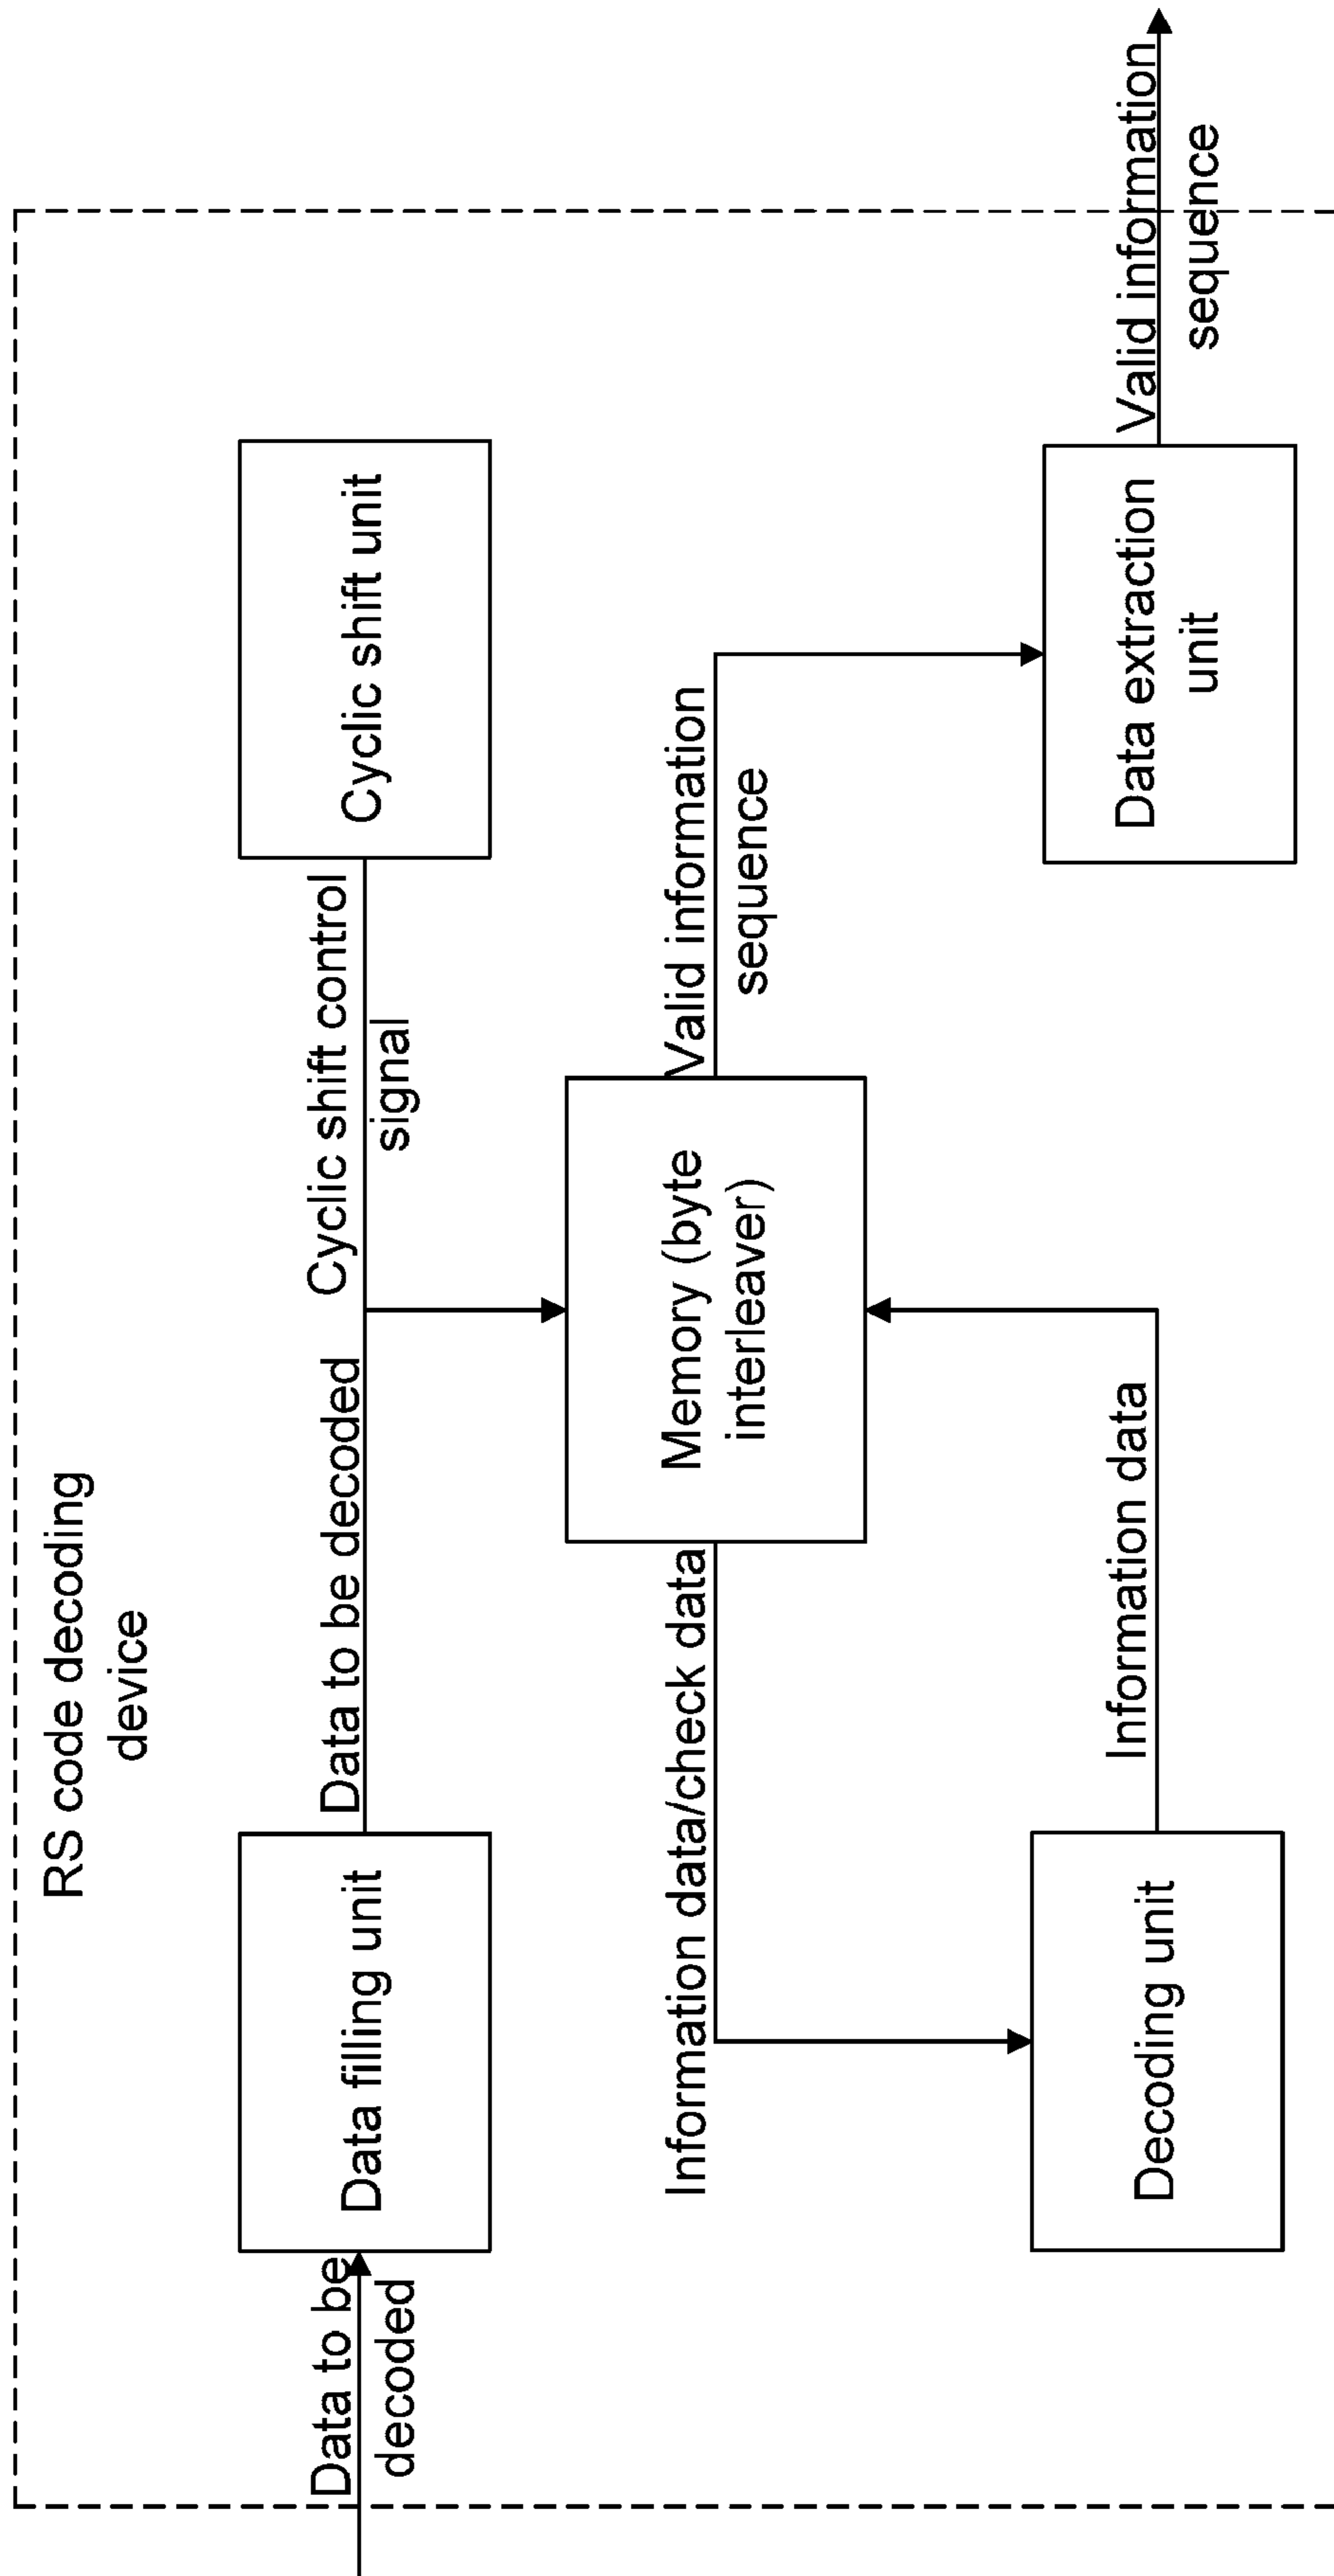 RS code decoding
device
Data to be
decoded
Data filling unit
Data to be decoded
Cyclic shift control
signal
Cyclic shift unit
Information data/check data
Memory (byte
interleaver)
Valid information
sequence
Decoding unit
Information data
Data extraction
unit
Valid information
sequence